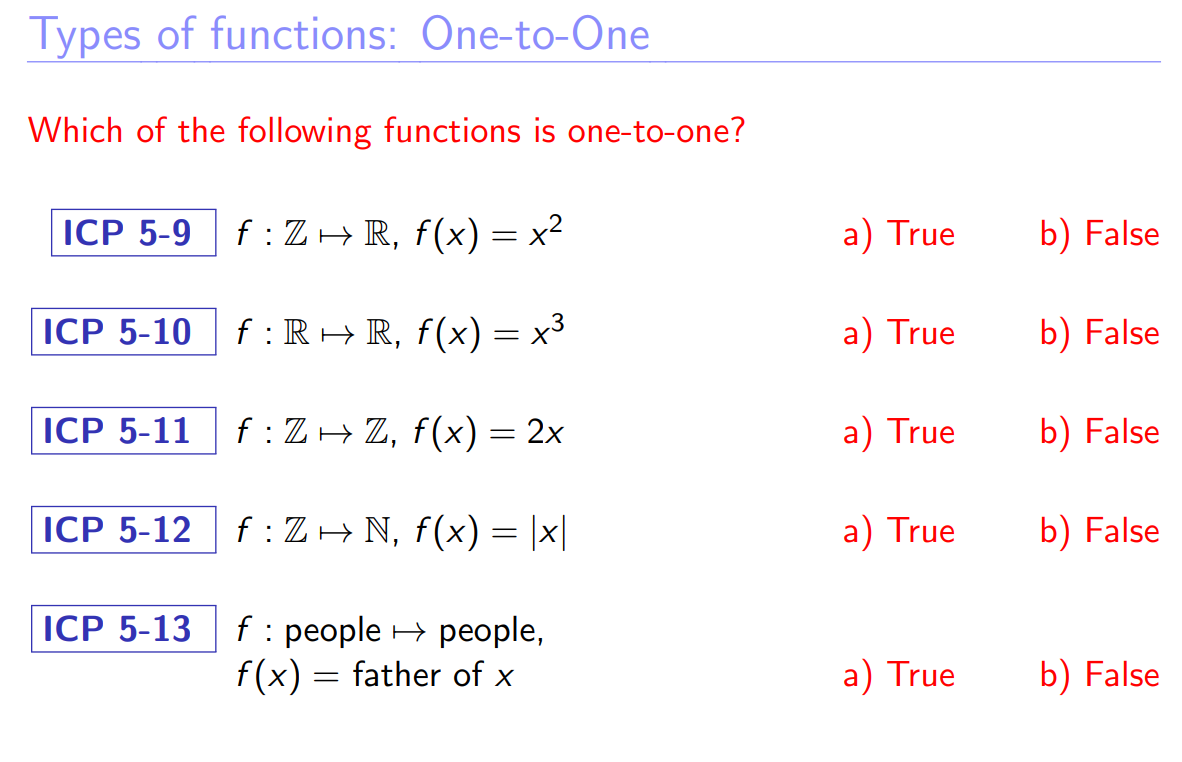 Types of functions: One-to-One
Which of the following functions is one-to-one?
ICP 5-9 f : ℤ ↦ ℝ, f(x) = x² a) True b) False
ICP 5-10 f : ℝ ↦ ℝ, f(x) = x³ a) True b) False
ICP 5-11 f : ℤ ↦ ℤ, f(x) = 2x a) True b) False
ICP 5-12 f : ℤ ↦ ℕ, f(x) = |x| a) True b) False
ICP 5-13 f : people ↦ people,
f(x) = father of x a) True b) False